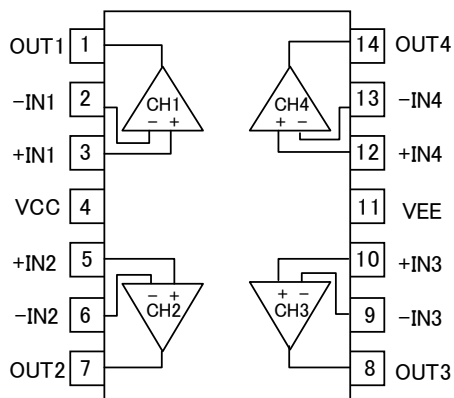 OUT1 1 14 OUT4
−IN1 2 CH1 CH4 13 −IN4
− + + −
+IN1 3 12 +IN4
VCC 4 11 VEE
+IN2 5 10 +IN3
− + + −
−IN2 6 CH2 CH3 9 −IN3
OUT2 7 8 OUT3